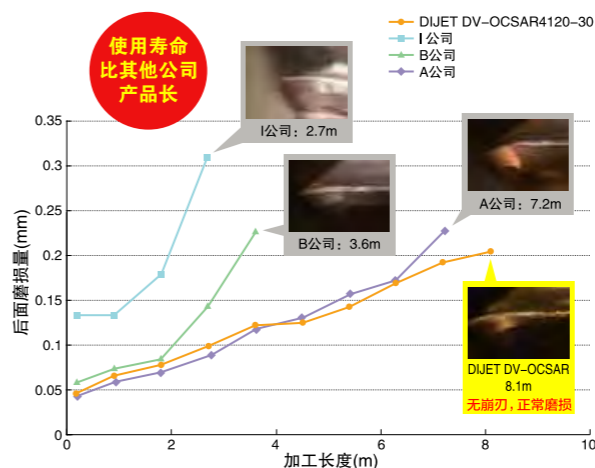 使用寿命
比其他公司
产品长
DIJET DV-OCSAR4120-30
I公司
B公司
A公司
I公司：2.7m
B公司：3.6m
A公司：7.2m
DIJET DV-OCSAR
8.1m
无崩刃，正常磨损
后面磨损量(mm)
0.35
0.3
0.25
0.2
0.15
0.1
0.05
0
0
2
4
6
8
10
加工长度(m)